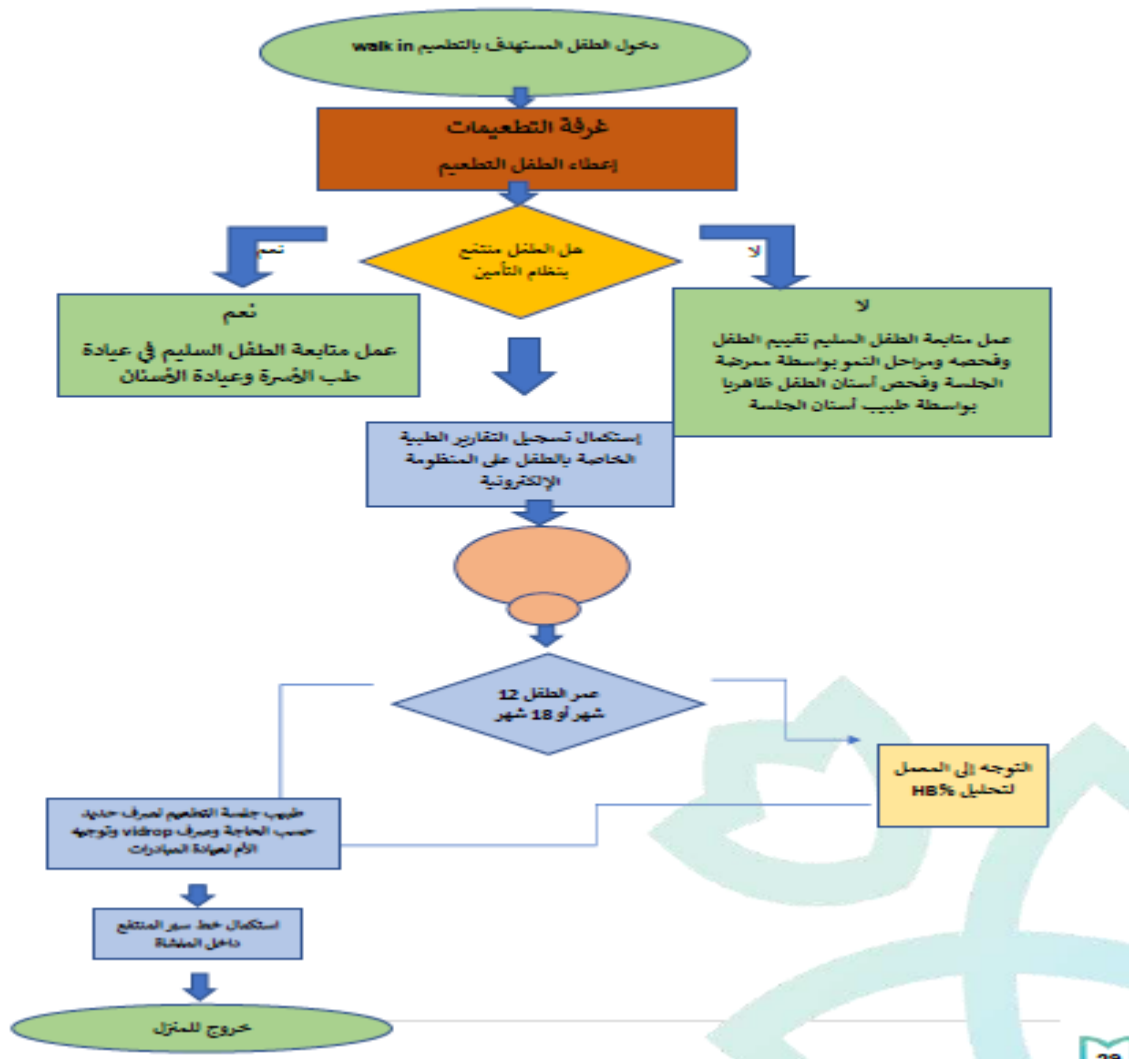 دخول الطفل المستهدف بالتطعيم walk in
غرفة التطعيمات
إعطاء الطفل التطعيم
هل الطفل منتفع
بنظام التأمين
نعم
لا
نعم
عمل متابعة الطفل السليم في عيادة
طب الأسرة وعيادة الأسنان
لا
عمل متابعة الطفل السليم تقييم الطفل
وفحصه ومراحل النمو بواسطة ممرضة
الجلسة وفحص أسنان الطفل ظاهريا
بواسطة طبيب أسنان الجلسة
إستكمال تسجيل التقارير الطبية
الخاصة بالطفل على المنظومة
الإلكترونية
عمر الطفل 12
شهر أو 18 شهر
التوجه إلى المعمل
لتحليل HB%
طبيب جلسة التطعيم لصرف حديد
حسب الحاجة وصرف vidrop وتوجيه
الأم لعيادة المبادرات
استكمال خط سير المنتفع
داخل المنشاة
خروج للمنزل
29